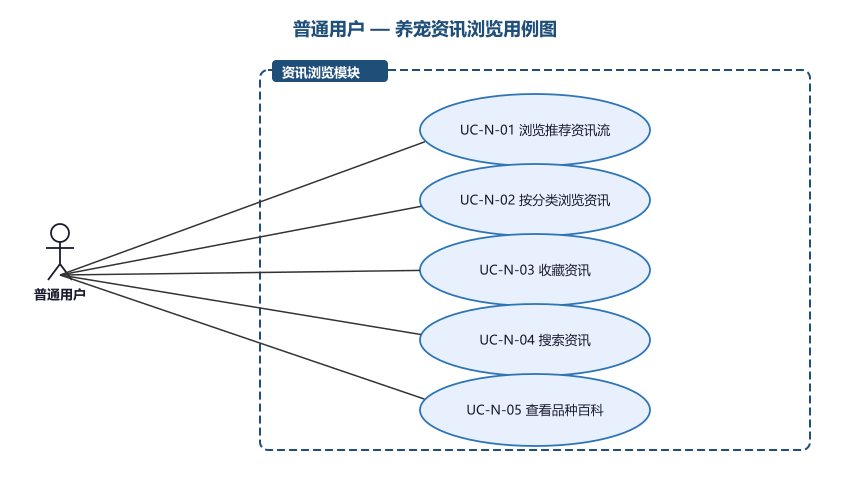 普通用户 — 养宠资讯浏览用例图
资讯浏览模块
UC-N-01 浏览推荐资讯流
UC-N-02 按分类浏览资讯
UC-N-03 收藏资讯
UC-N-04 搜索资讯
UC-N-05 查看品种百科
普通用户